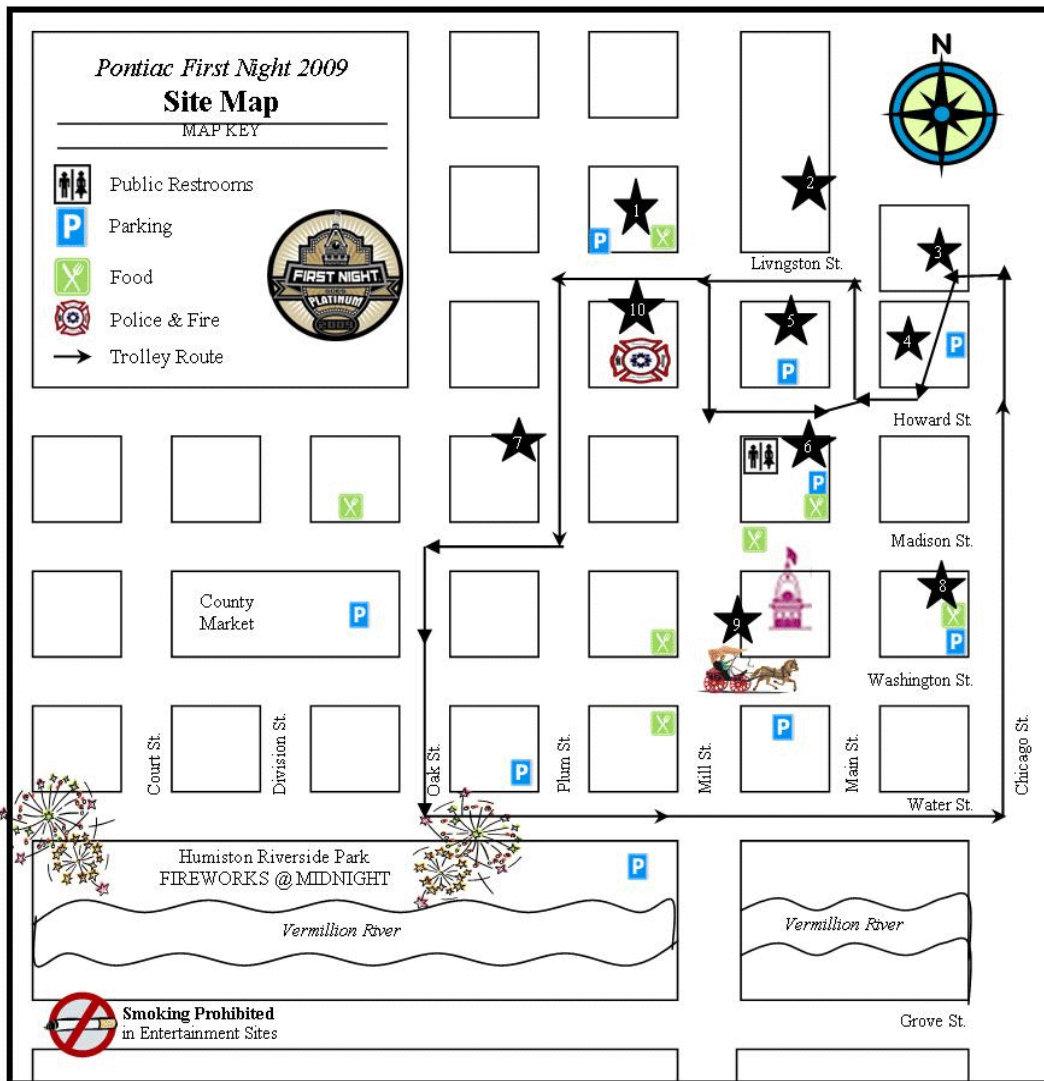 Pontiac First Night 2009
Site Map
MAP KEY
Public Restrooms
P Parking
Food
Police & Fire
Trolley Route
FIRST NIGHT
GOES
PLATINUM
2009
N
1
2
3
4
5
6
7
8
9
10
P
P
P
P
P
P
P
P
P
Livngston St.
Howard St.
Madison St.
County
Market
Washington St.
Court St.
Division St.
Oak St.
Plum St.
Mill St.
Main St.
Chicago St.
Water St.
Humiston Riverside Park
FIREWORKS @ MIDNIGHT
Vermillion River
Vermillion River
Smoking Prohibited
in Entertainment Sites
Grove St.